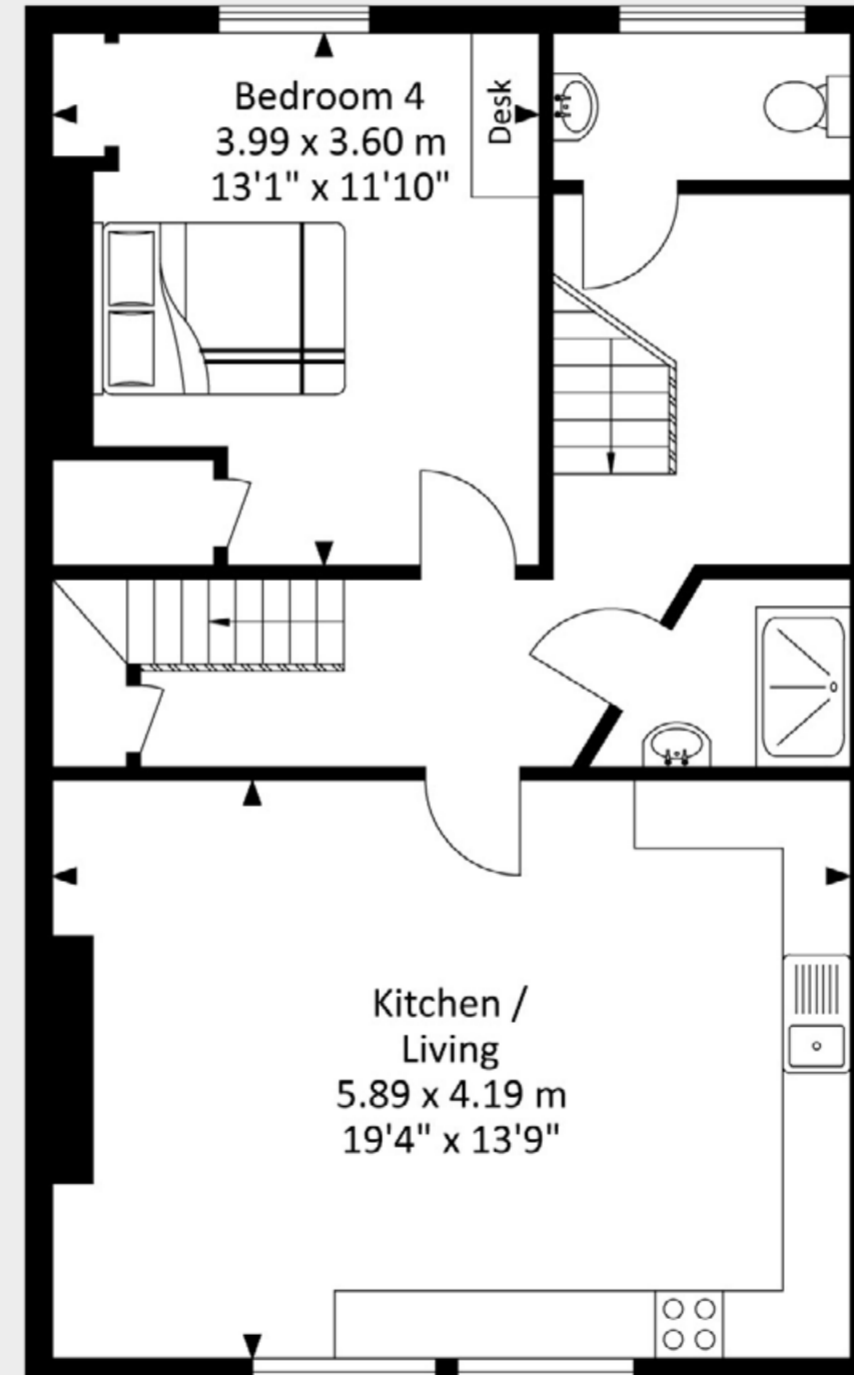 Bedroom 4
3.99 x 3.60 m
13'1" x 11'10"
Desk
Kitchen /
Living
5.89 x 4.19 m
19'4" x 13'9"